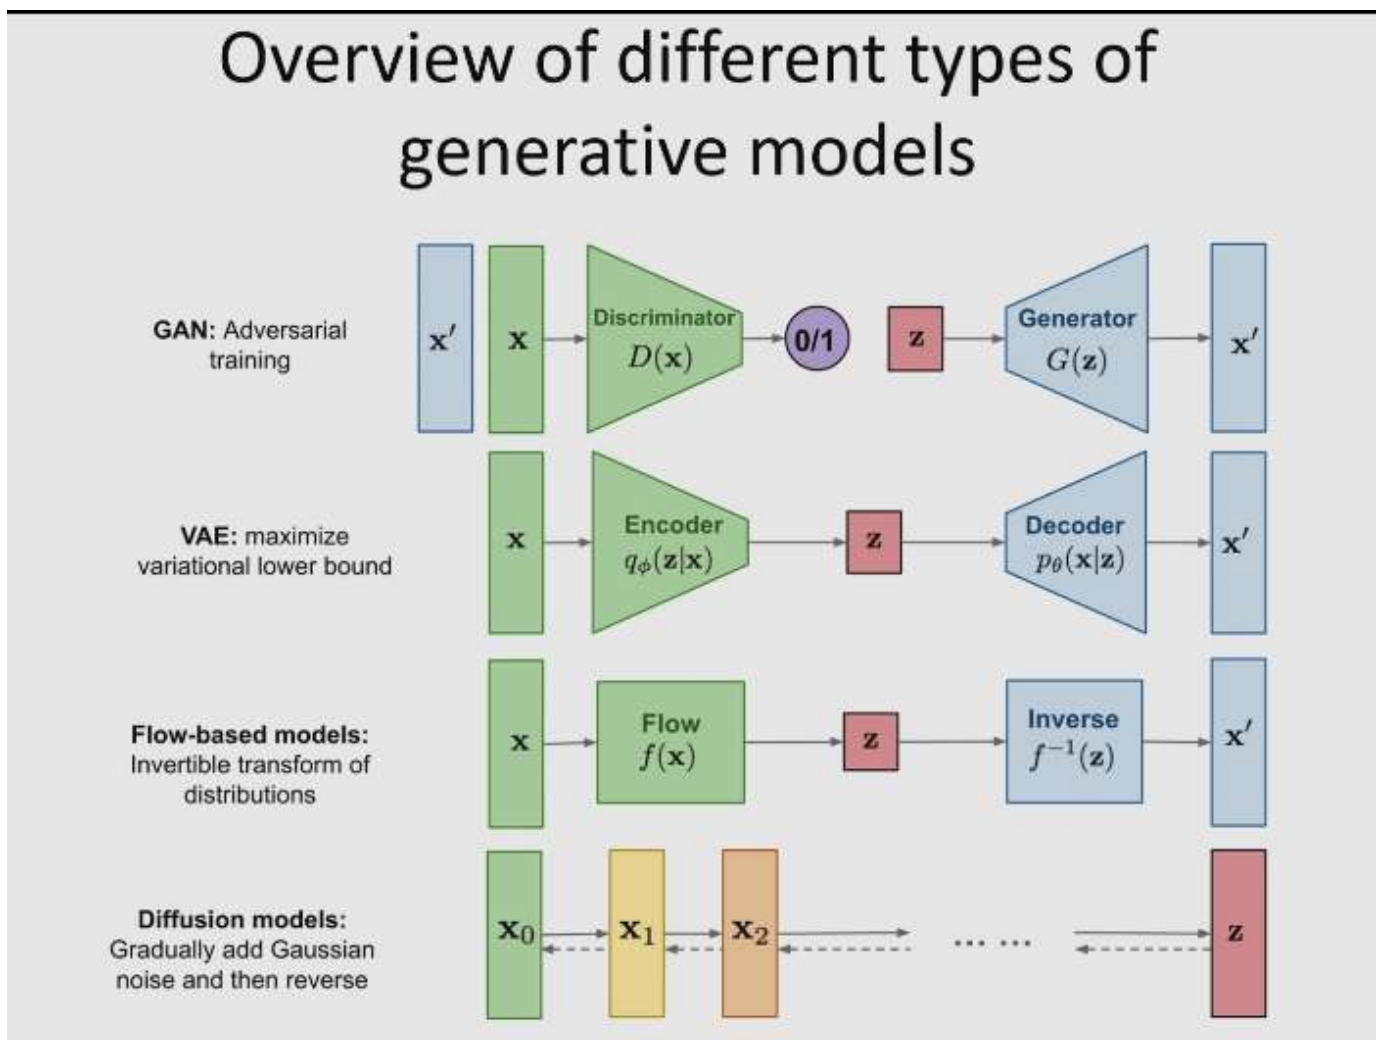 Overview of different types of
generative models
GAN: Adversarial
training
x′
x
Discriminator
D(x)
0/1
z
Generator
G(z)
x′
VAE: maximize
variational lower bound
x
Encoder
qϕ(z|x)
z
Decoder
pθ(x|z)
x′
Flow-based models:
Invertible transform of
distributions
x
Flow
f(x)
z
Inverse
f⁻¹(z)
x′
Diffusion models:
Gradually add Gaussian
noise and then reverse
x₀
x₁
x₂
... ...
z